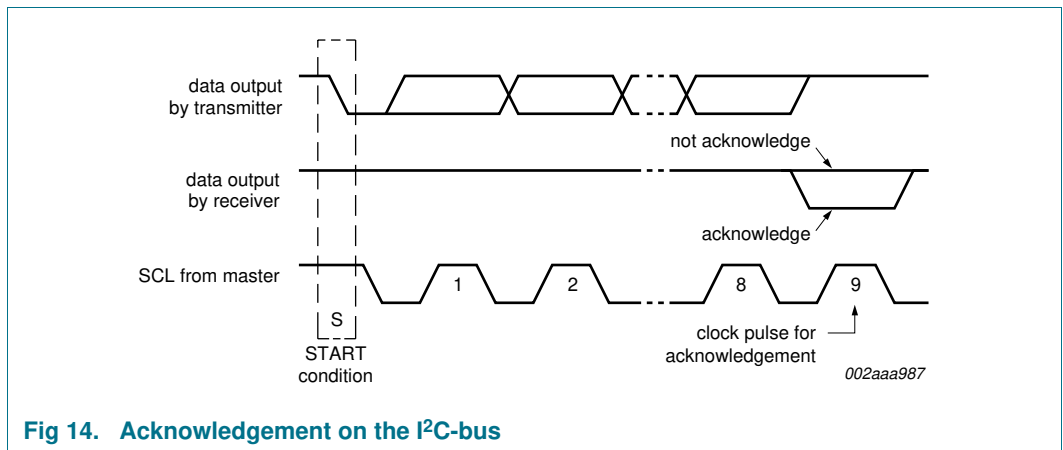 data output
by transmitter
not acknowledge
data output
by receiver
acknowledge
SCL from master
1
2
8
9
S
START
condition
clock pulse for
acknowledgement
002aaa987
Fig 14. Acknowledgement on the I²C-bus